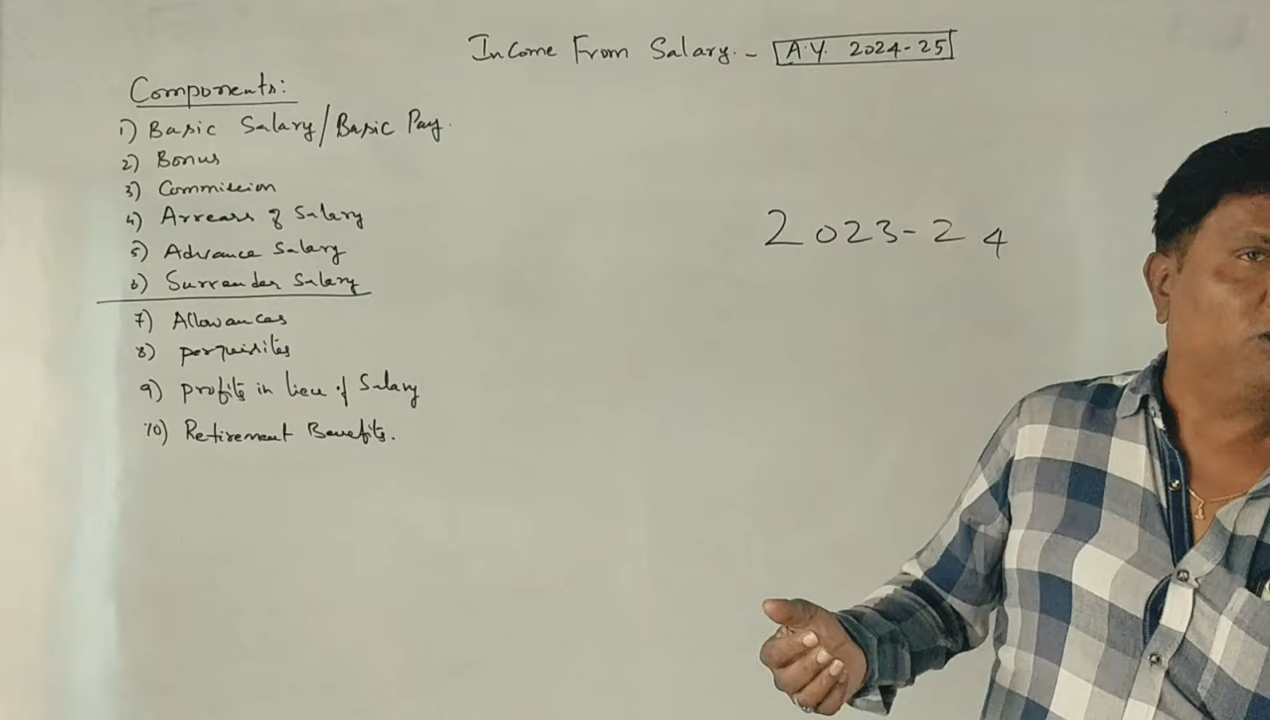 Income From Salary. - A.Y. 2024-25
Components:
1) Basic Salary/Basic Pay.
2) Bonus
3) Commission
4) Arrears of Salary
5) Advance Salary
6) Surrender Salary
7) Allowances
8) perquisites
9) profits in lieu of Salary
10) Retirement Benefits.
2023-24